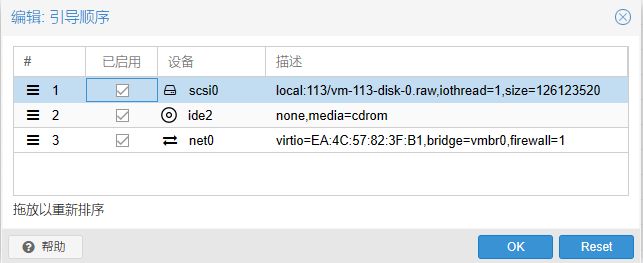 编辑: 引导顺序
# 已启用 设备 描述
1 scsi0 local:113/vm-113-disk-0.raw,iothread=1,size=126123520
2 ide2 none,media=cdrom
3 net0 virtio=EA:4C:57:82:3F:B1,bridge=vmbr0,firewall=1
拖放以重新排序
帮助 OK Reset